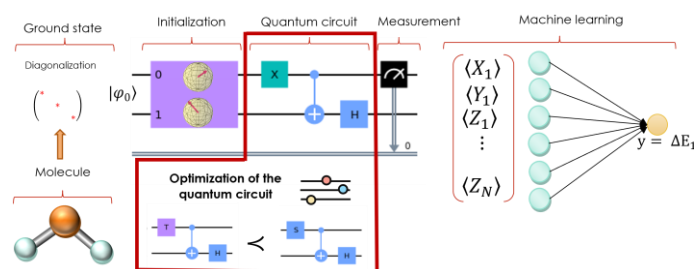 Ground state
Initialization
Quantum circuit
Measurement
Machine learning
Diagonalization
|φ₀⟩
0
1
X
H
0
Molecule
Optimization of the
quantum circuit
T
H
≺
S
H
⟨X₁⟩
⟨Y₁⟩
⟨Z₁⟩
⋮
⟨Z_N⟩
y = ΔE₁